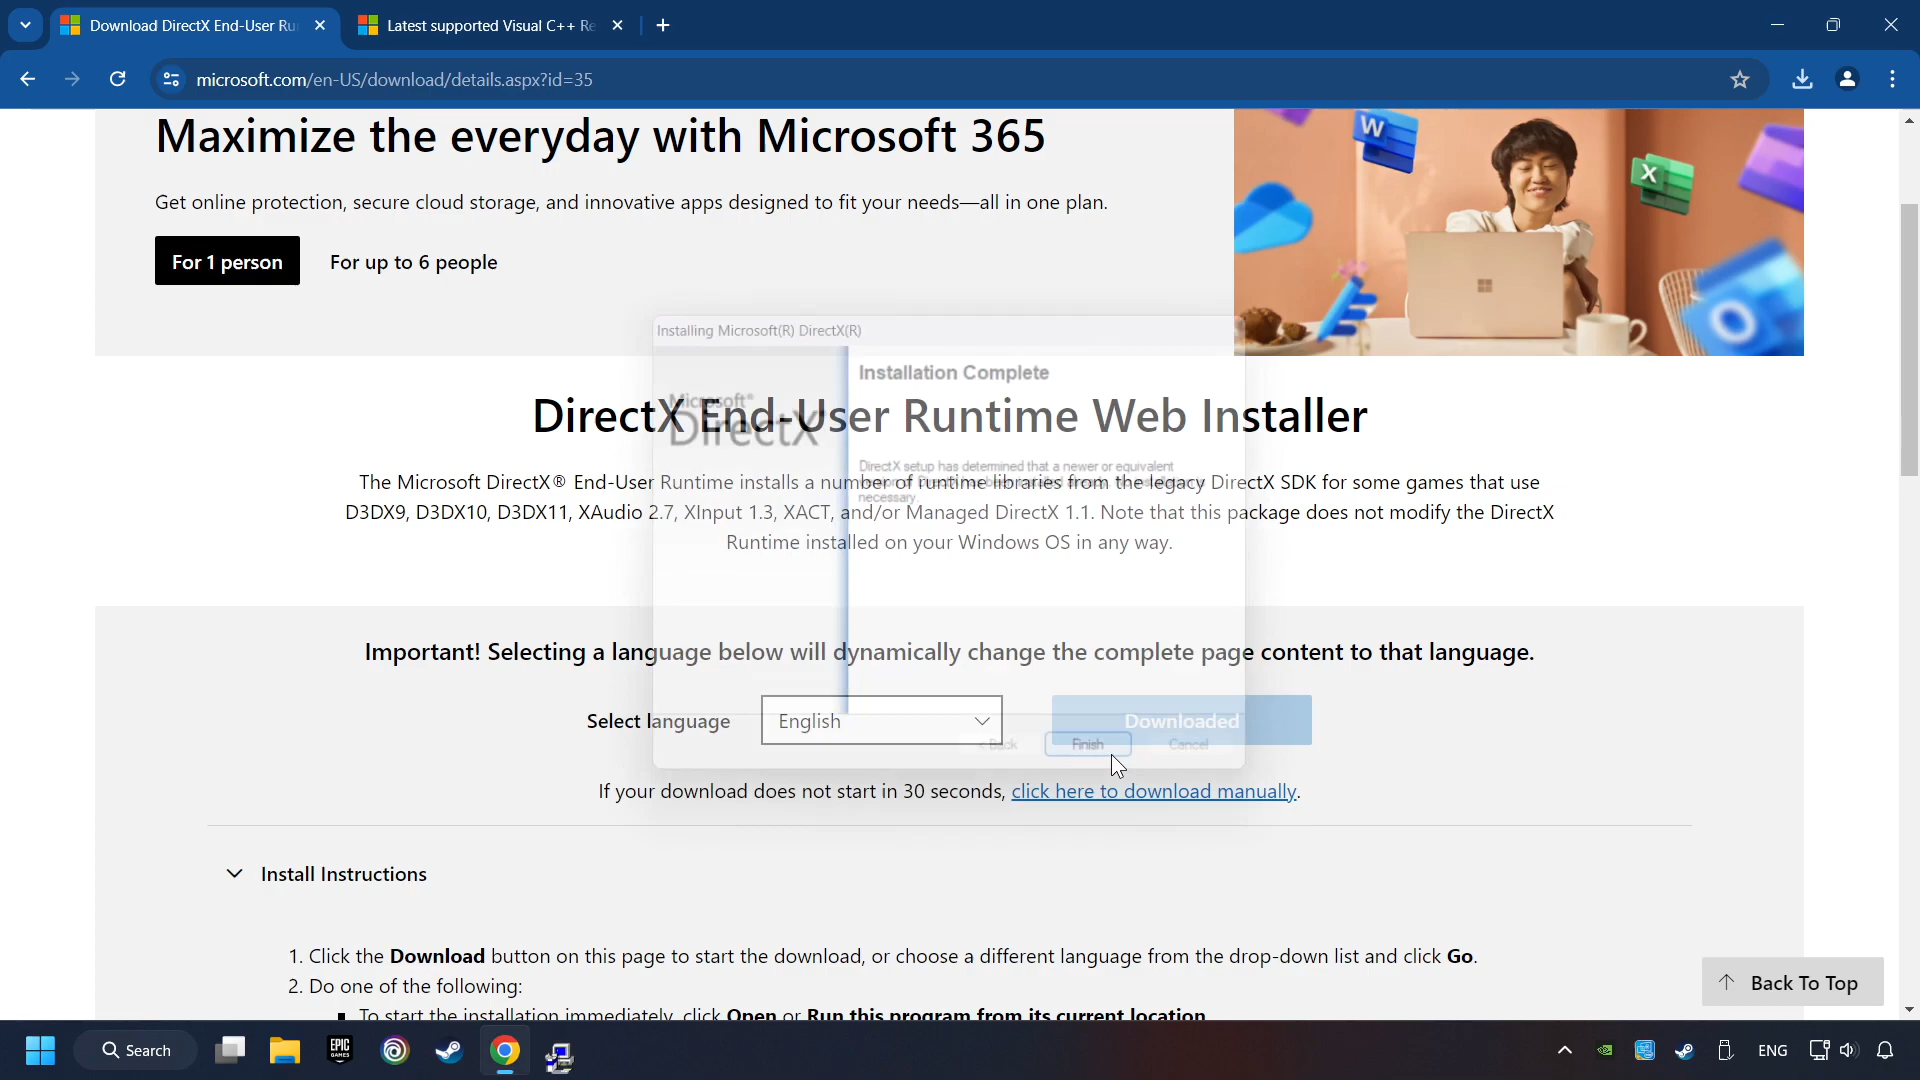 Download DirectX End-User Ru
Latest supported Visual C++ Re
microsoft.com/en-US/download/details.aspx?id=35
Maximize the everyday with Microsoft 365
Get online protection, secure cloud storage, and innovative apps designed to fit your needs—all in one plan.
For 1 person
For up to 6 people
Installing Microsoft(R) DirectX(R)
Installation Complete
Microsoft®
DirectX
DirectX End-User Runtime Web Installer
DirectX setup has determined that a newer or equivalent
necessary.
The Microsoft DirectX® End-User Runtime installs a number of runtime libraries from the legacy DirectX SDK for some games that use
D3DX9, D3DX10, D3DX11, XAudio 2.7, XInput 1.3, XACT, and/or Managed DirectX 1.1. Note that this package does not modify the DirectX
Runtime installed on your Windows OS in any way.
Important! Selecting a language below will dynamically change the complete page content to that language.
Select language
English
Downloaded
< Back
Finish
Cancel
If your download does not start in 30 seconds, click here to download manually.
Install Instructions
1. Click the Download button on this page to start the download, or choose a different language from the drop-down list and click Go.
2. Do one of the following:
To start the installation immediately, click Open or Run this program from its current location.
Back To Top
Search
EPIC
GAMES
ENG